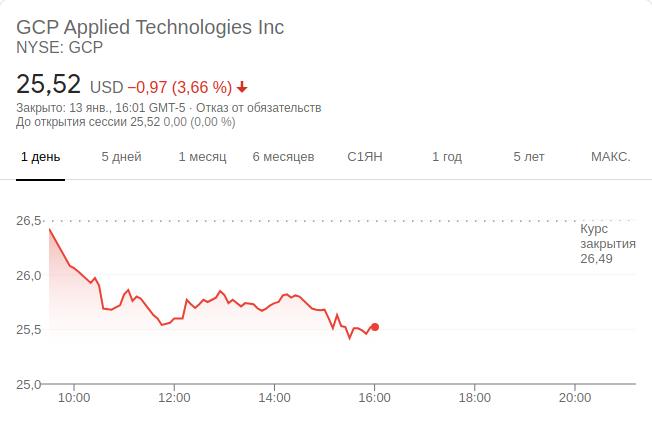 GCP Applied Technologies Inc
NYSE: GCP
25,52 USD −0,97 (3,66 %)
Закрыто: 13 янв., 16:01 GMT-5 · Отказ от обязательств
До открытия сессии 25,52 0,00 (0,00 %)
1 день 5 дней 1 месяц 6 месяцев С1ЯН 1 год 5 лет МАКС.
26,5
Курс
закрытия
26,49
26,0
25,5
25,0
10:00 12:00 14:00 16:00 18:00 20:00